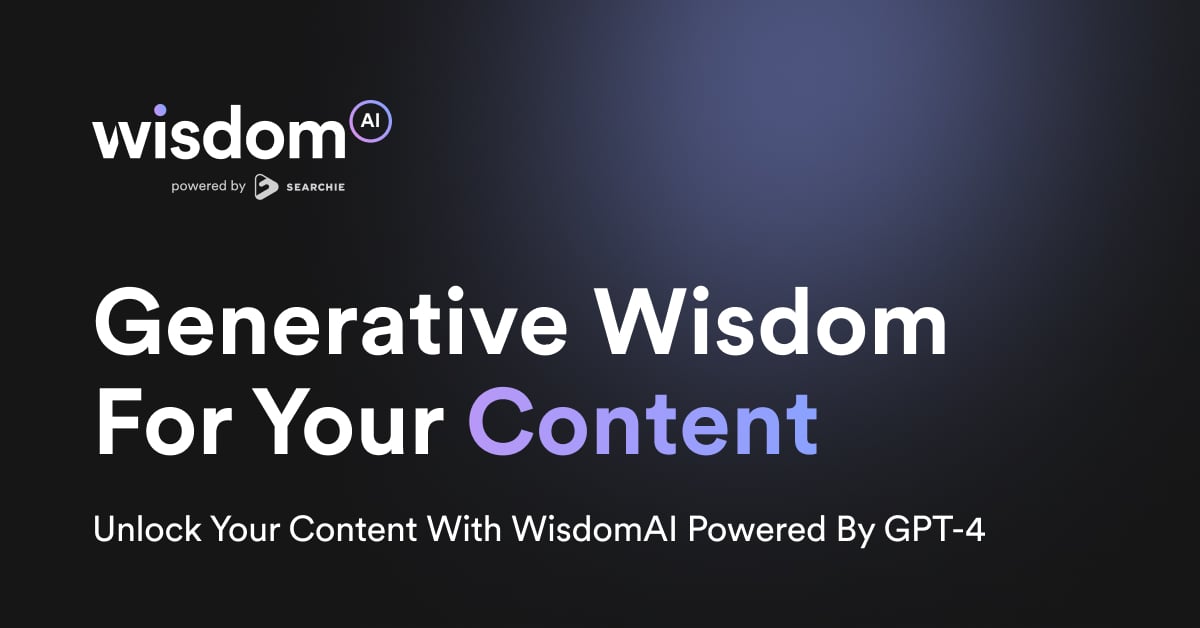 wisdom AI
powered by SEARCHIE
Generative Wisdom
For Your Content
Unlock Your Content With WisdomAI Powered By GPT-4